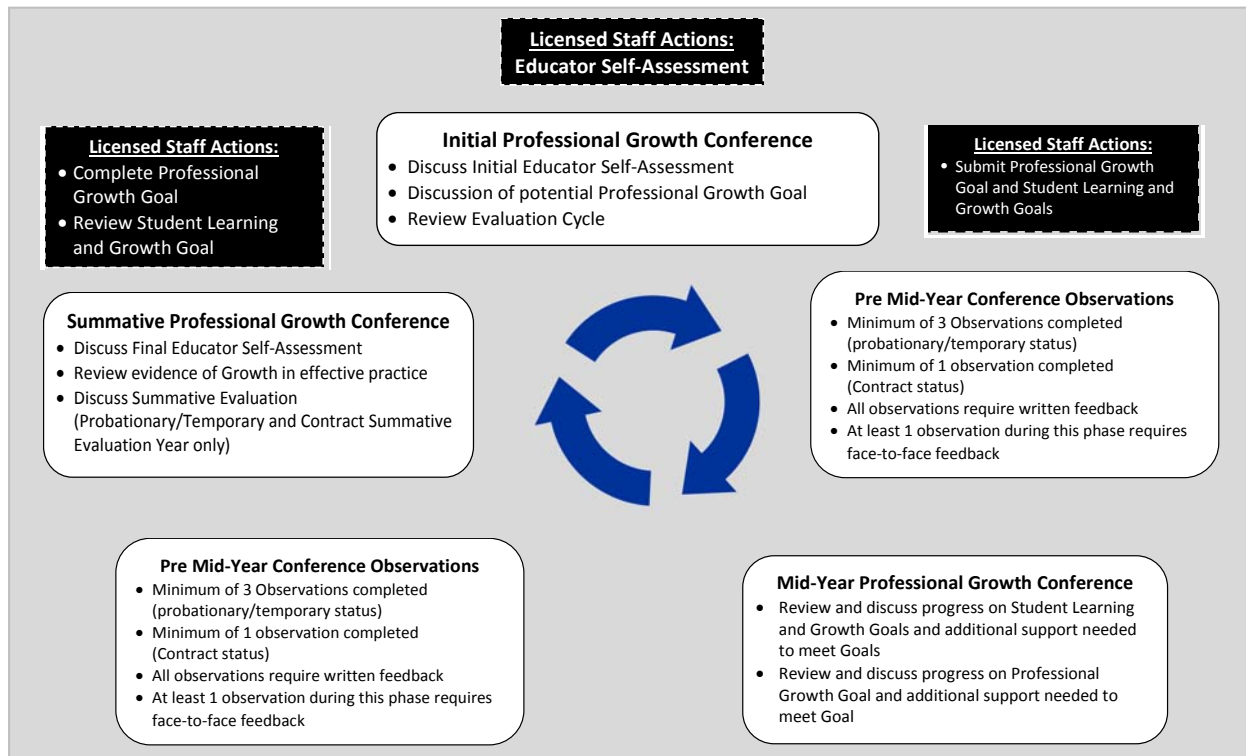 Licensed Staff Actions:
Educator Self-Assessment
Licensed Staff Actions:
• Complete Professional
Growth Goal
• Review Student Learning
and Growth Goal
Initial Professional Growth Conference
• Discuss Initial Educator Self-Assessment
• Discussion of potential Professional Growth Goal
• Review Evaluation Cycle
Licensed Staff Actions:
• Submit Professional Growth
Goal and Student Learning and
Growth Goals
Summative Professional Growth Conference
• Discuss Final Educator Self-Assessment
• Review evidence of Growth in effective practice
• Discuss Summative Evaluation
(Probationary/Temporary and Contract Summative
Evaluation Year only)
Pre Mid-Year Conference Observations
• Minimum of 3 Observations completed
(probationary/temporary status)
• Minimum of 1 observation completed
(Contract status)
• All observations require written feedback
• At least 1 observation during this phase requires
face-to-face feedback
Pre Mid-Year Conference Observations
• Minimum of 3 Observations completed
(probationary/temporary status)
• Minimum of 1 observation completed
(Contract status)
• All observations require written feedback
• At least 1 observation during this phase requires
face-to-face feedback
Mid-Year Professional Growth Conference
• Review and discuss progress on Student Learning
and Growth Goals and additional support needed
to meet Goals
• Review and discuss progress on Professional
Growth Goal and additional support needed to
meet Goal